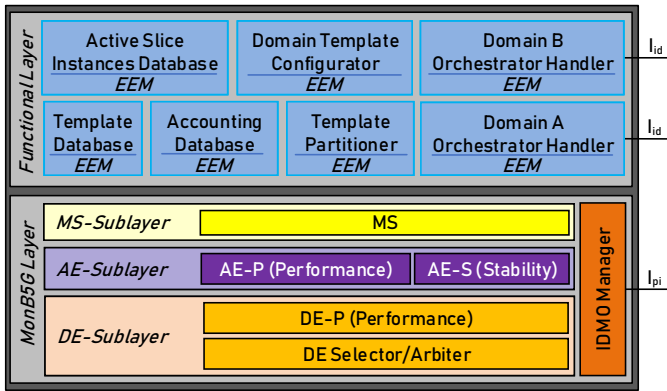 Functional Layer
Active Slice
Instances Database
EEM
Domain Template
Configurator
EEM
Domain B
Orchestrator Handler
EEM
Iid
Template
Database
EEM
Accounting
Database
EEM
Template
Partitioner
EEM
Domain A
Orchestrator Handler
EEM
Iid
MonB5G Layer
MS-Sublayer
MS
AE-Sublayer
AE-P (Performance)
AE-S (Stability)
DE-Sublayer
DE-P (Performance)
DE Selector/Arbiter
IDMO Manager
Ipi